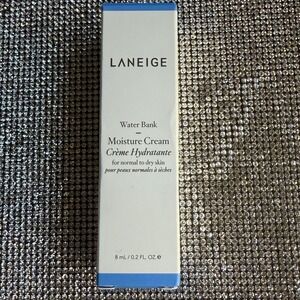 LANEIGE
Water Bank
Moisture Cream
Crème Hydratante
for normal to dry skin
pour peaux normales à sèches
8 mL / 0.2 FL. OZ. ℮